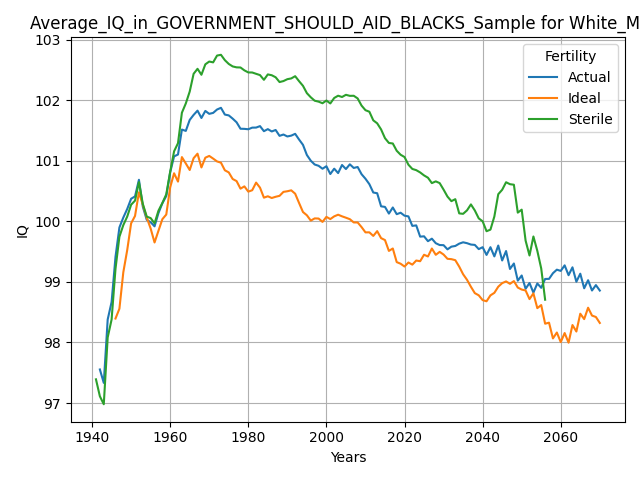 Average_IQ_in_GOVERNMENT_SHOULD_AID_BLACKS_Sample for White_M
103
102
101
100
99
98
97
IQ
1940
1960
1980
2000
2020
2040
2060
Years
Fertility
Actual
Ideal
Sterile